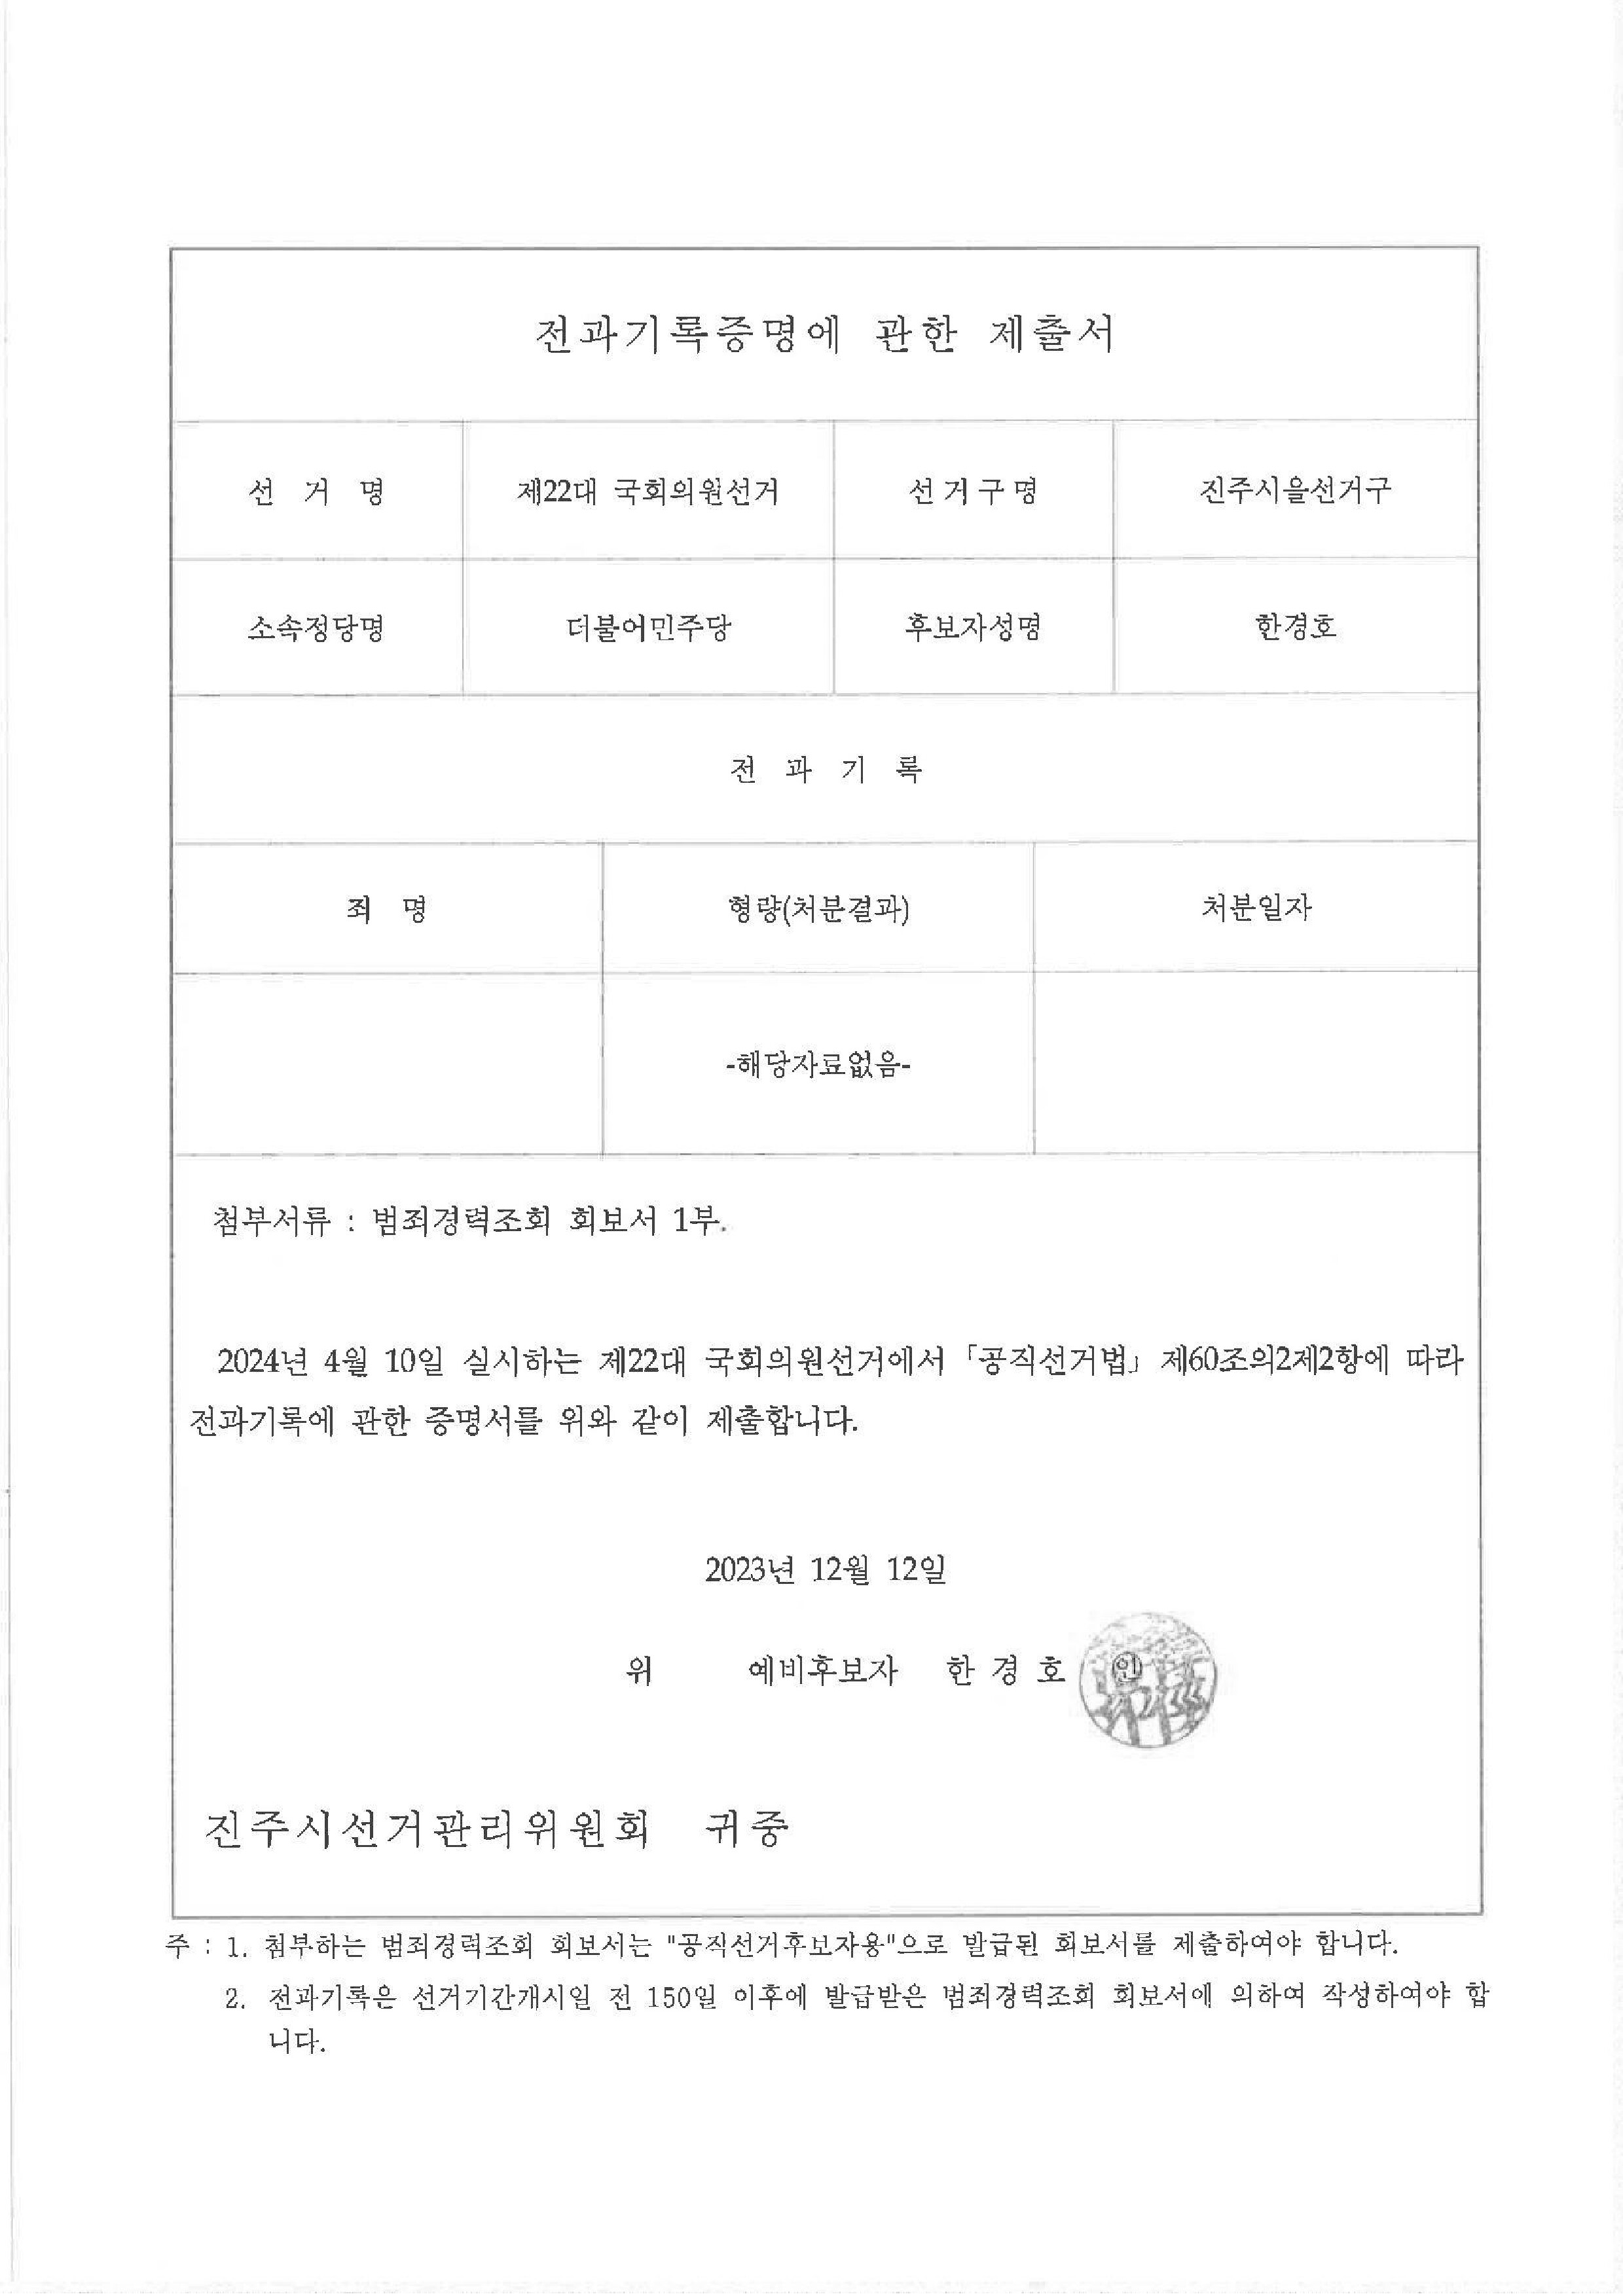 전과기록증명에 관한 제출서
선 거 명 제22대 국회의원선거 선거구명 진주시을선거구
소속정당명 더불어민주당 후보자성명 한경호
전 과 기 록
죄 명 형량(처분결과) 처분일자
-해당자료없음-
첨부서류 : 범죄경력조회 회보서 1부.
2024년 4월 10일 실시하는 제22대 국회의원선거에서 「공직선거법」 제60조의2제2항에 따라
전과기록에 관한 증명서를 위와 같이 제출합니다.
2023년 12월 12일
위 예비후보자 한 경 호 ㊞
진주시선거관리위원회 귀중
주 : 1. 첨부하는 범죄경력조회 회보서는 "공직선거후보자용"으로 발급된 회보서를 제출하여야 합니다.
2. 전과기록은 선거기간개시일 전 150일 이후에 발급받은 범죄경력조회 회보서에 의하여 작성하여야 합
니다.